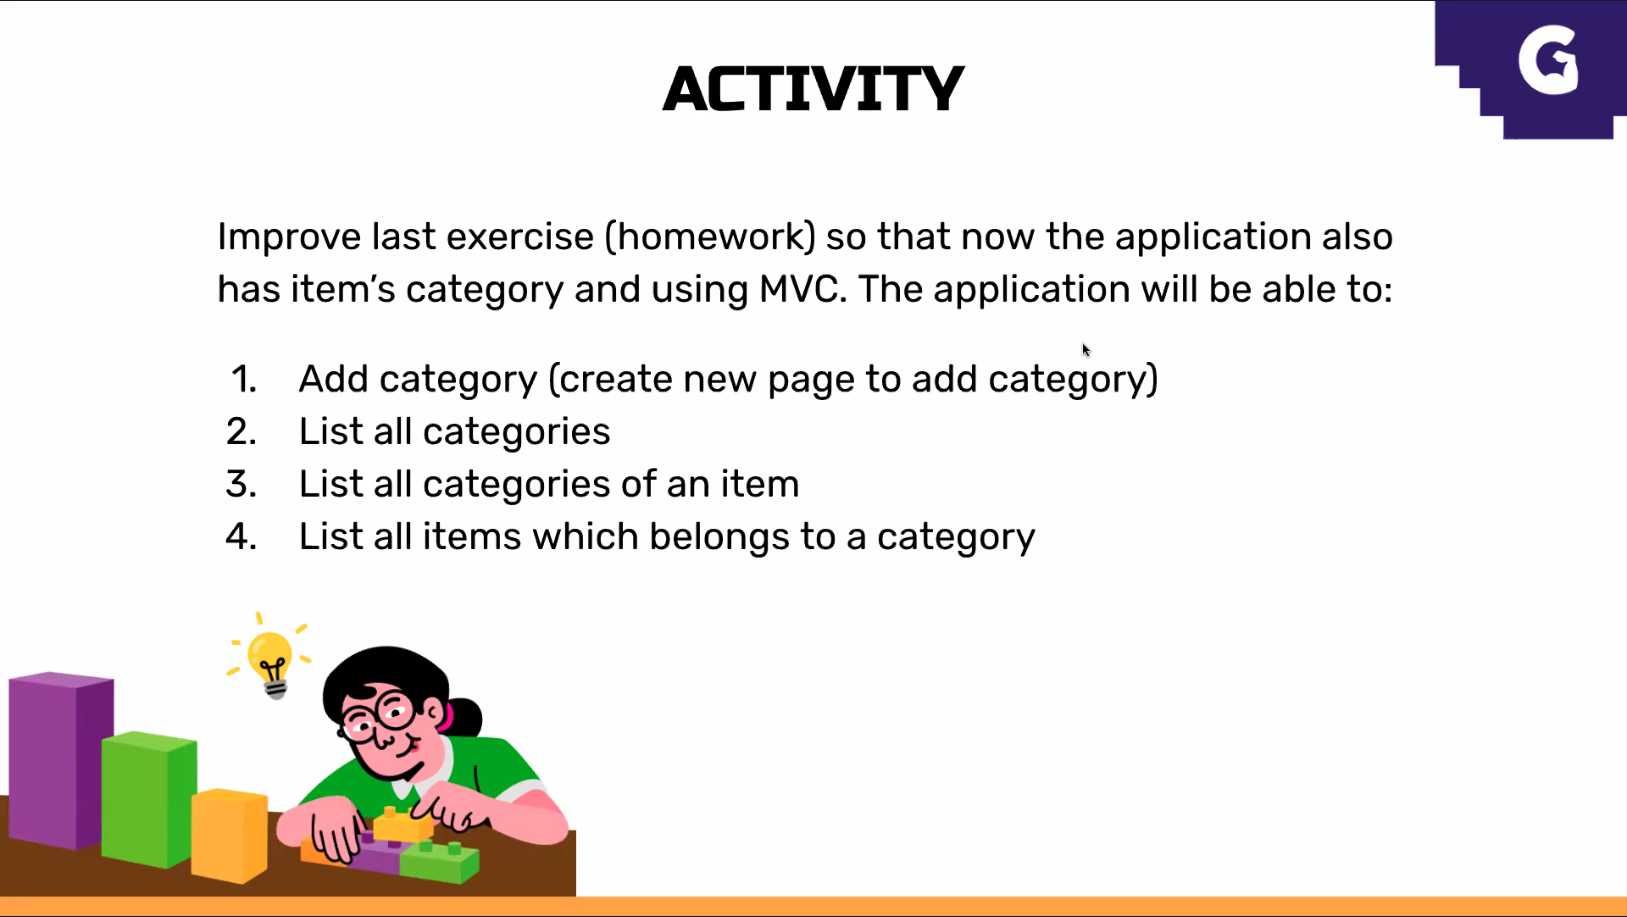 G
ACTIVITY
Improve last exercise (homework) so that now the application also
has item’s category and using MVC. The application will be able to:
1. Add category (create new page to add category)
2. List all categories
3. List all categories of an item
4. List all items which belongs to a category